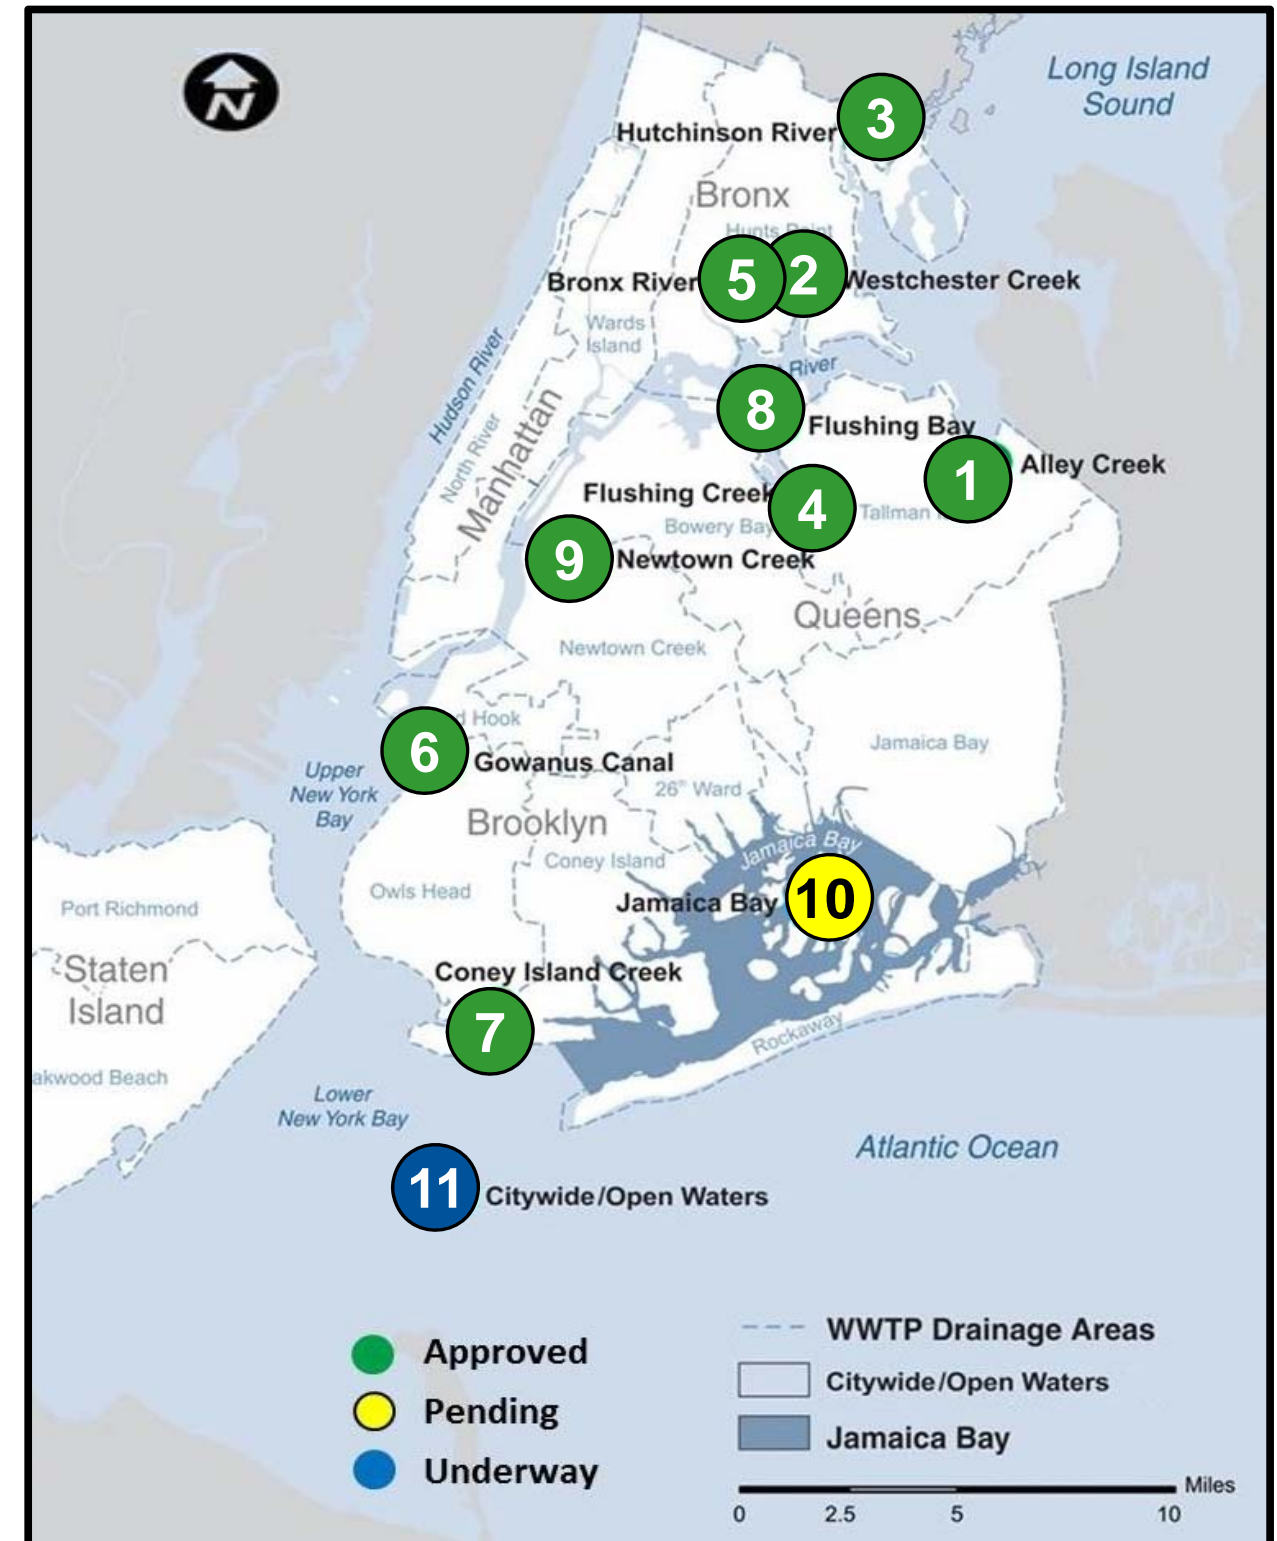 N
Long Island
Sound
3
Hutchinson River
Bronx
Hunts Point
5
2
Bronx River
Westchester Creek
Wards
Island
Hudson River
River
8
Flushing Bay
North River
Manhattan
1
Alley Creek
Flushing Creek
4
Tallman
Bowery Bay
9
Newtown Creek
Queens
Newtown Creek
Hook
6
Gowanus Canal
Jamaica Bay
Upper
New York
Bay
26th Ward
Brooklyn
Jamaica Bay
Coney Island
Owls Head
Jamaica Bay
10
Port Richmond
Staten
Island
Coney Island Creek
7
Rockaway
akwood Beach
Lower
New York Bay
Atlantic Ocean
11
Citywide/Open Waters
Approved
Pending
Underway
WWTP Drainage Areas
Citywide/Open Waters
Jamaica Bay
Miles
0 2.5 5 10